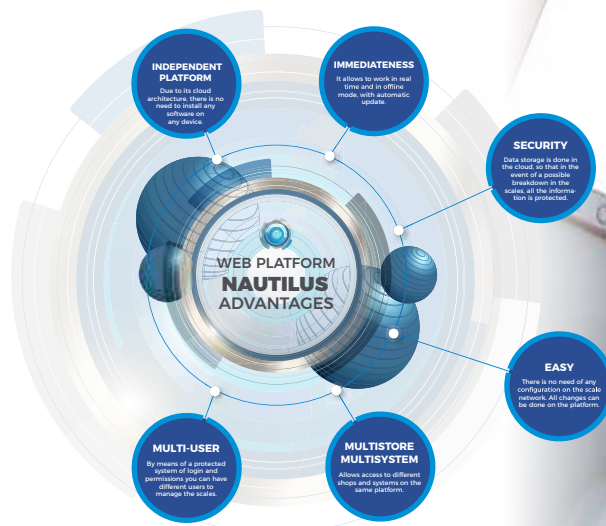 INDEPENDENT
PLATFORM
Due to its cloud
architecture, there is no
need to install any
software on
any device.
IMMEDIATENESS
It allows to work in real
time and in offline
mode, with automatic
update.
SECURITY
Data storage is done in
the cloud, so that in the
event of a possible
breakdown in the
scales, all the informa-
tion is protected.
WEB PLATFORM
NAUTILUS
ADVANTAGES
EASY
There is no need of any
configuration on the scale
network. All changes can
be done on the platform.
MULTI-USER
By means of a protected
system of login and
permissions you can have
different users to
manage the scales.
MULTISTORE
MULTISYSTEM
Allows access to different
shops and systems on the
same platform.